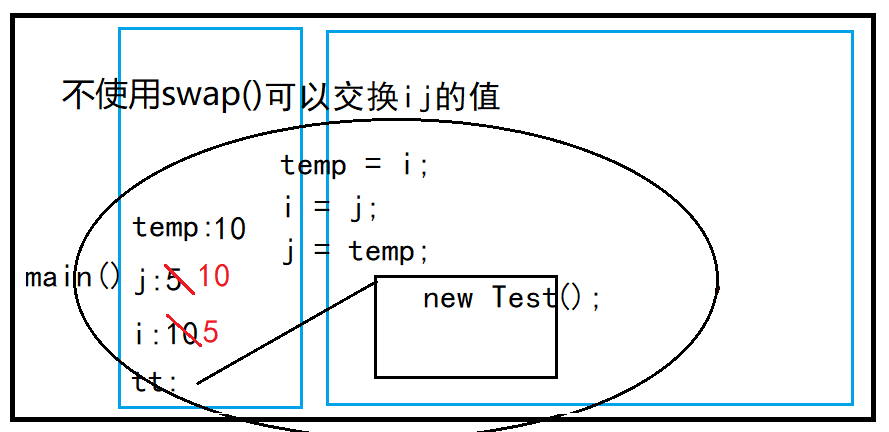 不使用swap()可以交换ij的值
temp = i;
i = j;
j = temp;
temp:10
main()
j:5 10
i:10 5
tt:
new Test();